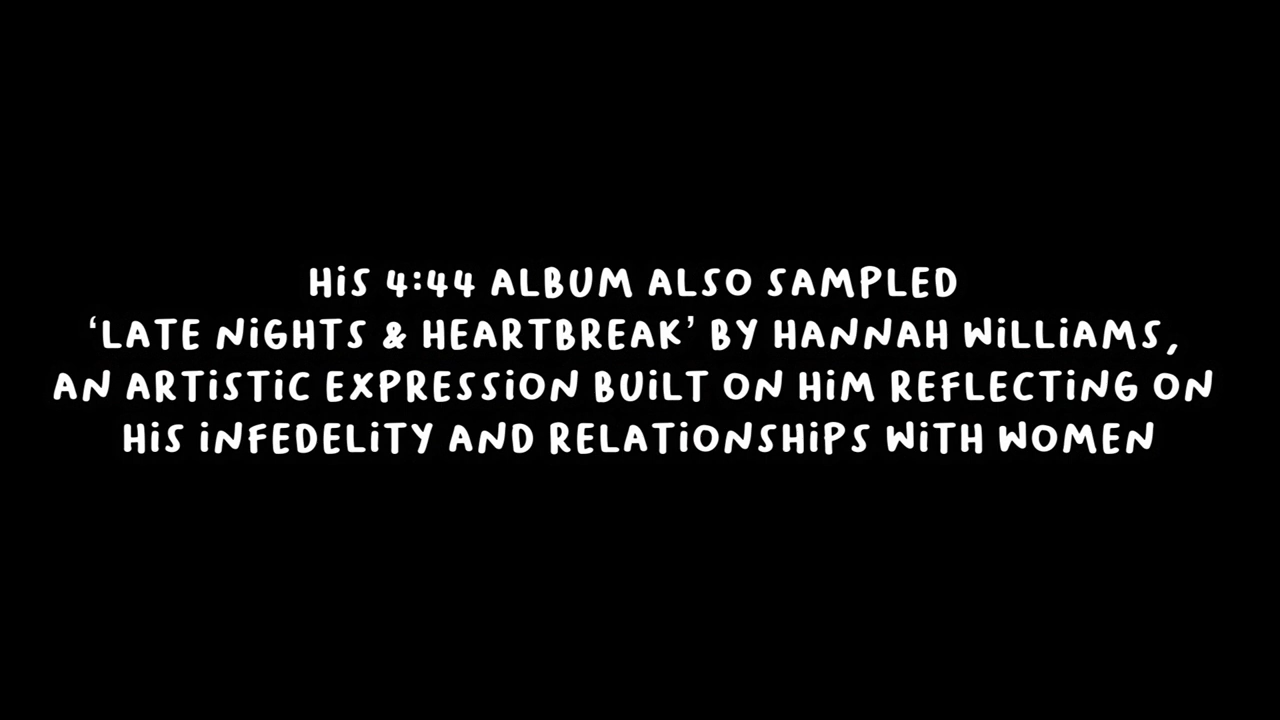 HiS 4:44 ALBUM ALSO SAMPLED
‘LATE NiGHTS & HEARTBREAK’ BY HANNAH WiLLiAMS,
AN ARTiSTiC EXPRESSiON BUiLT ON HiM REFLECTiNG ON
HiS iNFEDELiTY AND RELATiONSHiPS WiTH WOMEN